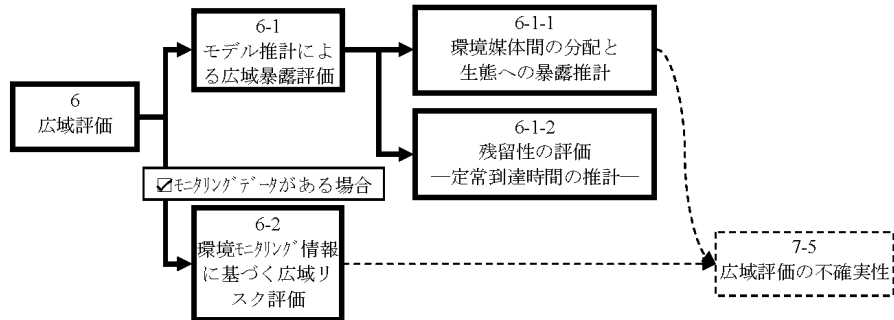 6
広域評価
6-1
モデル推計によ
る広域暴露評価
6-1-1
環境媒体間の分配と
生態への暴露推計
6-1-2
残留性の評価
―定常到達時間の推計―
☑ﾓﾆﾀﾘﾝｸﾞﾃﾞｰﾀがある場合
6-2
環境ﾓﾆﾀﾘﾝｸﾞ情報
に基づく広域リ
スク評価
7-5
広域評価の不確実性